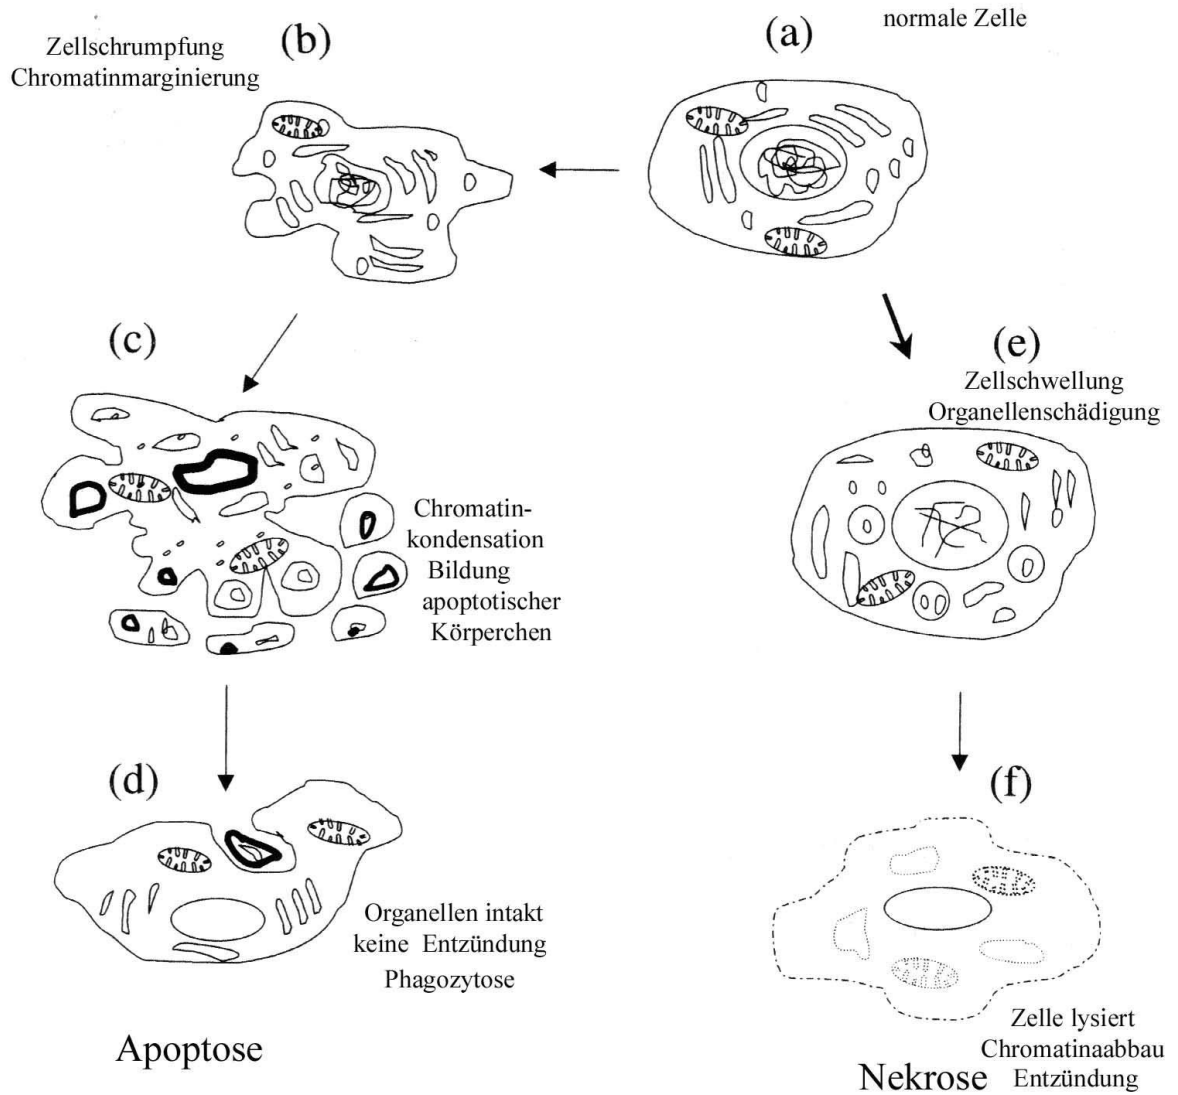 normale Zelle
(a)
(b)
Zellschrumpfung
Chromatinmarginierung
(c)
Chromatin-
kondensation
Bildung
apoptotischer
Körperchen
(d)
Organellen intakt
keine Entzündung
Phagozytose
Apoptose
(e)
Zellschwellung
Organellenschädigung
(f)
Zelle lysiert
Chromatinaabbau
Entzündung
Nekrose